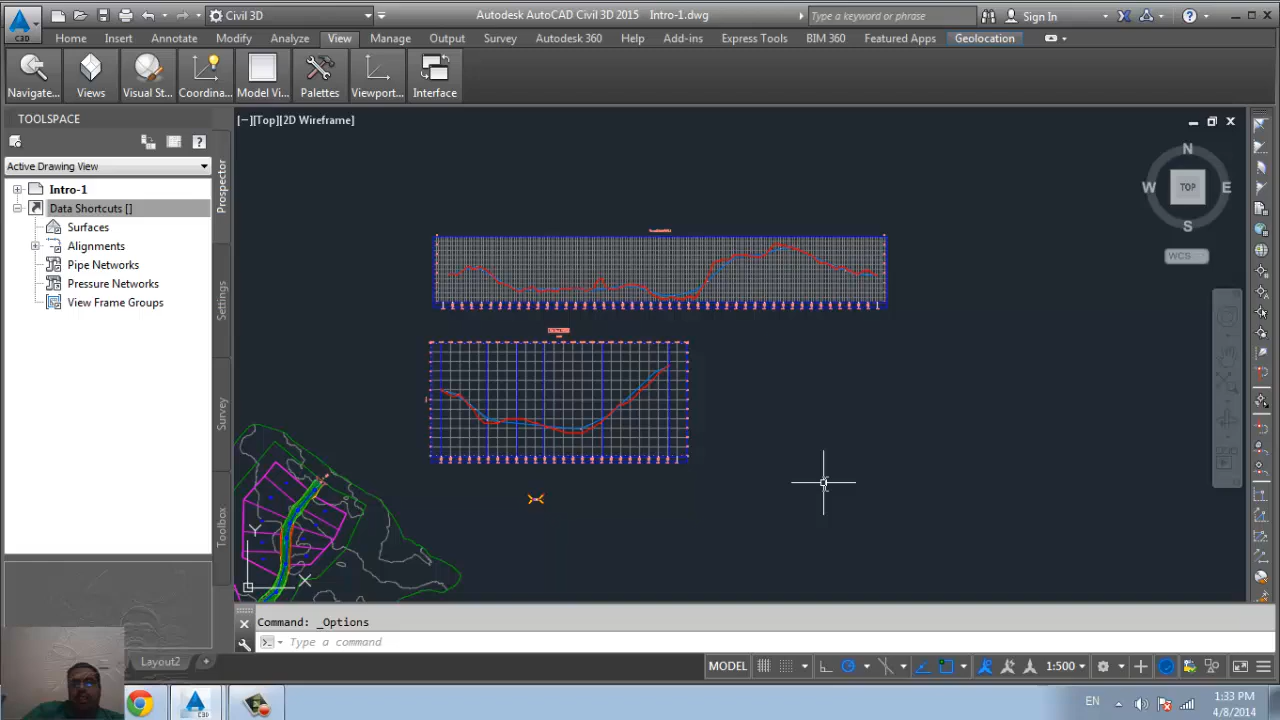 Civil 3D
Autodesk AutoCAD Civil 3D 2015 Intro-1.dwg
Type a keyword or phrase
Sign In
C3D
Home
Insert
Annotate
Modify
Analyze
View
Manage
Output
Survey
Autodesk 360
Help
Add-ins
Express Tools
BIM 360
Featured Apps
Geolocation
Navigate...
Views
Visual St...
Coordina...
Model Vi...
Palettes
Viewport...
Interface
TOOLSPACE
[−][Top][2D Wireframe]
?
Active Drawing View
Intro-1
Data Shortcuts []
Surfaces
Alignments
Pipe Networks
Pressure Networks
View Frame Groups
Prospector
Settings
Survey
Toolbox
N
W
TOP
E
S
WCS
Y
X
Command: _Options
Type a command
Layout2
MODEL
1:500
C3D
EN
1:33 PM
4/8/2014